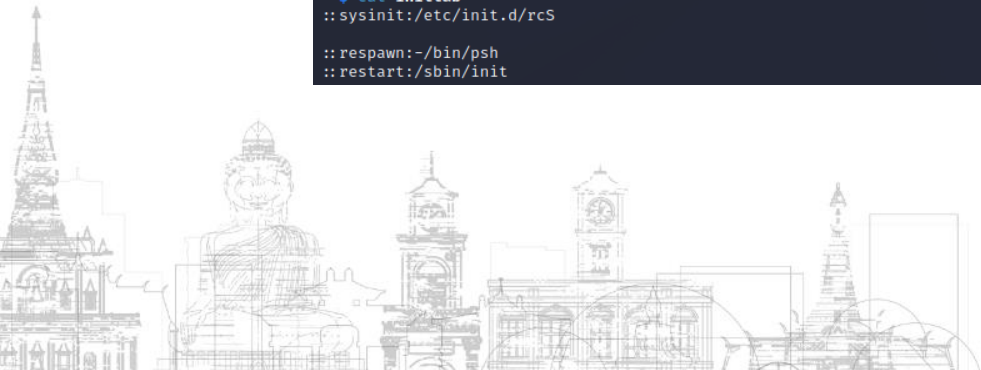 ::sysinit:/etc/init.d/rcS
::respawn:-/bin/psh
::restart:/sbin/init